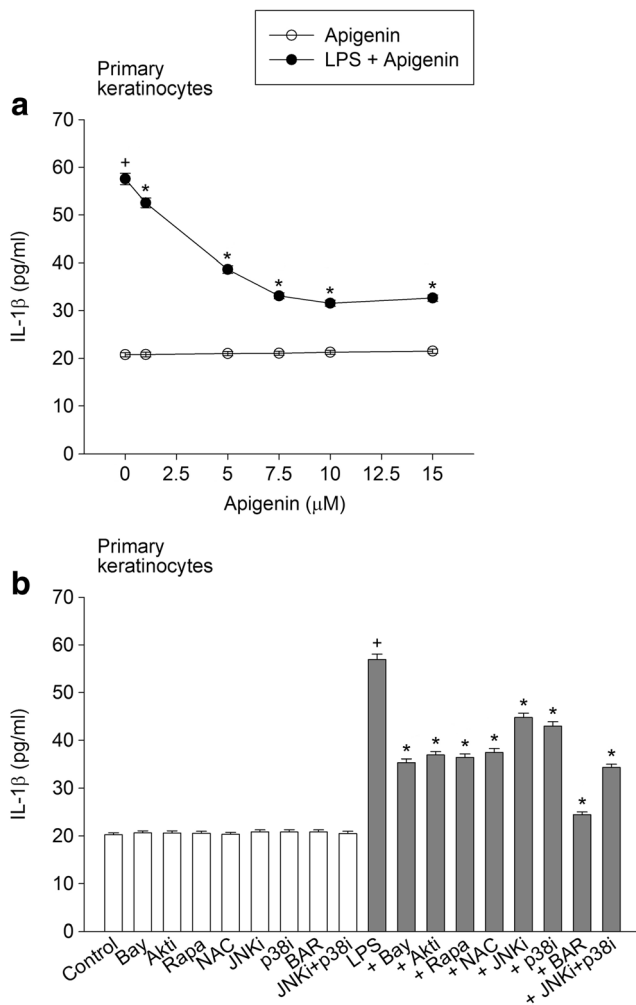 Apigenin
LPS + Apigenin
Primary
keratinocytes
a
70
60
50
40
30
20
10
0
IL-1β (pg/ml)
+
*
*
*
*
*
0 2.5 5 7.5 10 12.5 15
Apigenin (μM)
Primary
keratinocytes
b
70
60
50
40
30
20
10
0
IL-1β (pg/ml)
+
*
*
*
*
*
*
*
*
Control
Bay
Akti
Rapa
NAC
JNKi
p38i
BAR
JNKi+p38i
LPS
+ Bay
+ Akti
+ Rapa
+ NAC
+ JNKi
+ p38i
+ BAR
+ JNKi+p38i